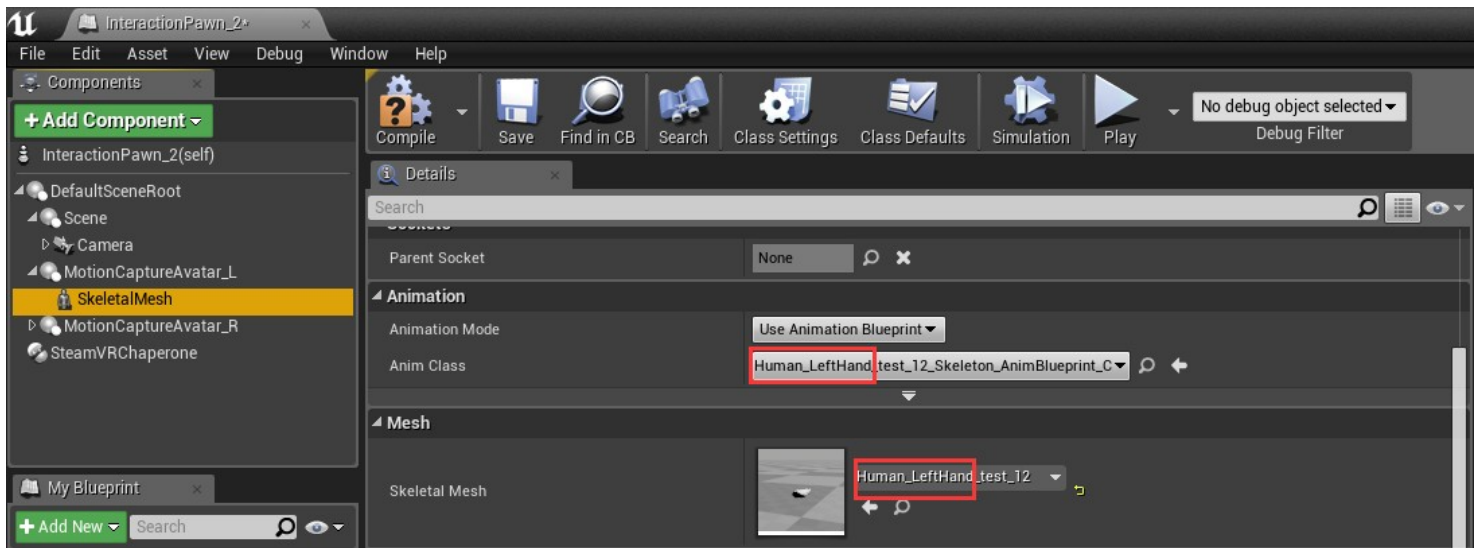 InteractionPawn_2*
File Edit Asset View Debug Window Help
Components
+ Add Component
InteractionPawn_2(self)
DefaultSceneRoot
Scene
Camera
MotionCaptureAvatar_L
SkeletalMesh
MotionCaptureAvatar_R
SteamVRChaperone
My Blueprint
+ Add New Search
Compile Save Find in CB Search Class Settings Class Defaults Simulation Play
No debug object selected
Debug Filter
Details
Search
Sockets
Parent Socket None
Animation
Animation Mode Use Animation Blueprint
Anim Class Human_LeftHand_test_12_Skeleton_AnimBlueprint_C
Mesh
Skeletal Mesh Human_LeftHand_test_12